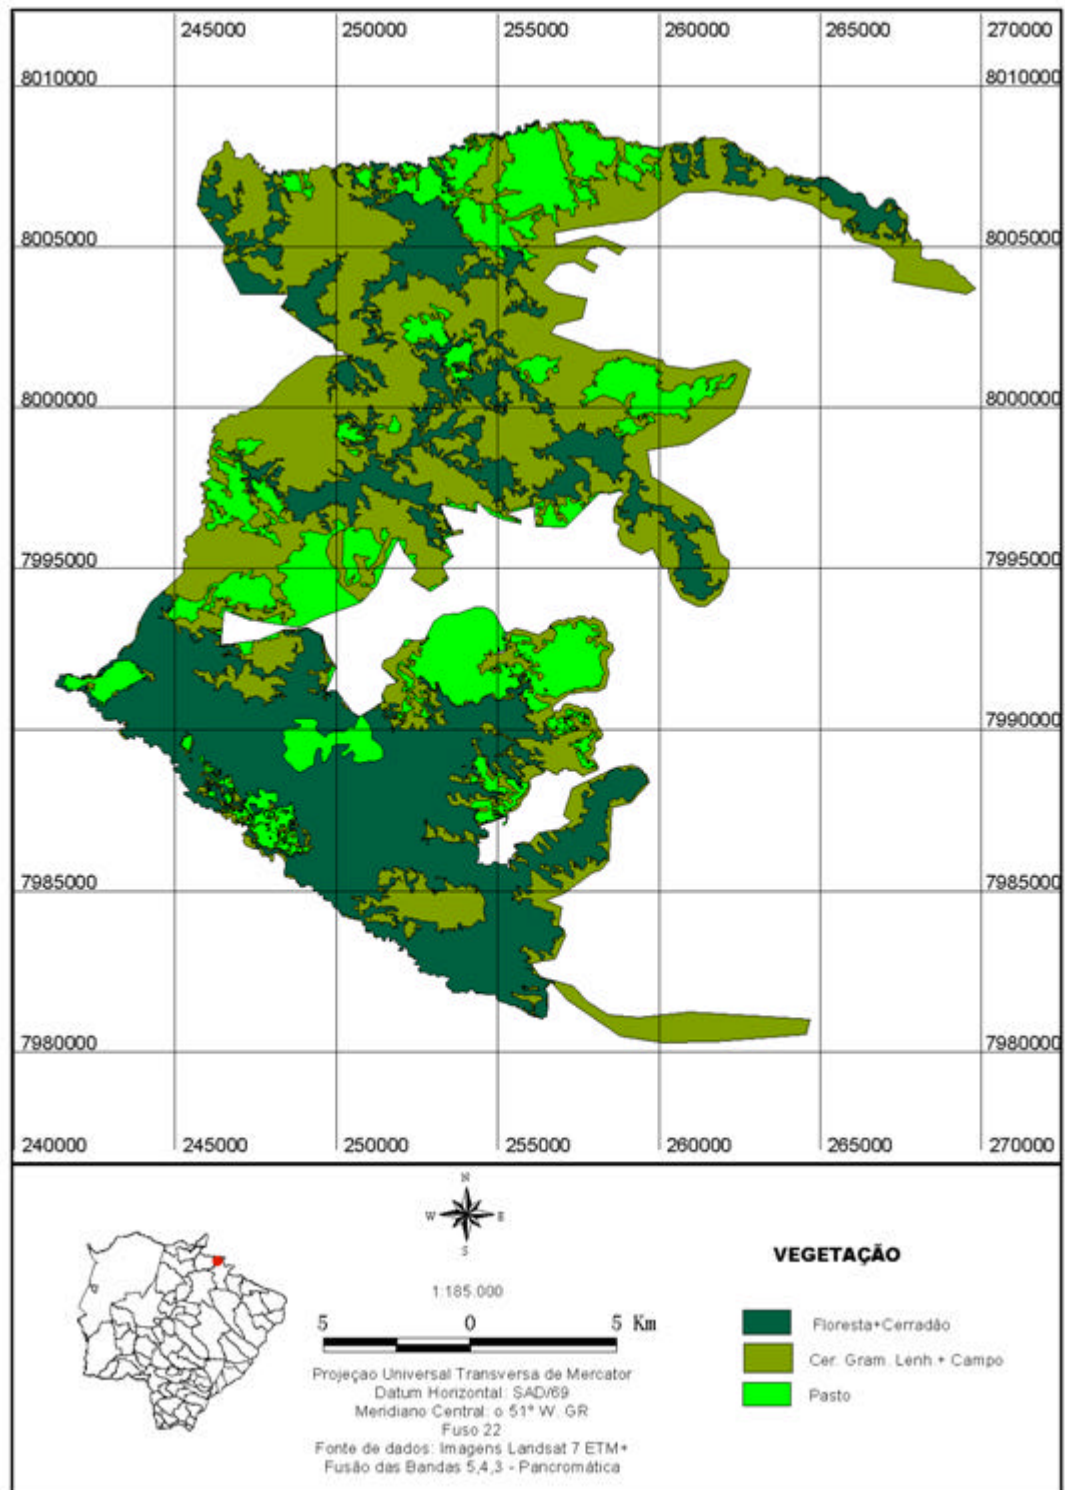 245000 250000 255000 260000 265000 270000
8010000 8010000
8005000 8005000
8000000 8000000
7995000 7995000
7990000 7990000
7985000 7985000
7980000 7980000
240000 245000 250000 255000 260000 265000 270000
N
W E
S
1:185.000
5 0 5 Km
Projeçao Universal Transversa de Mercator
Datum Horizontal: SAD/69
Meridiano Central: o 51° W. GR
Fuso 22
Fonte de dados: Imagens Landsat 7 ETM+
Fusão das Bandas 5,4,3 - Pancromática
VEGETAÇÃO
Floresta+Cerradão
Cer. Gram. Lenh.+ Campo
Pasto